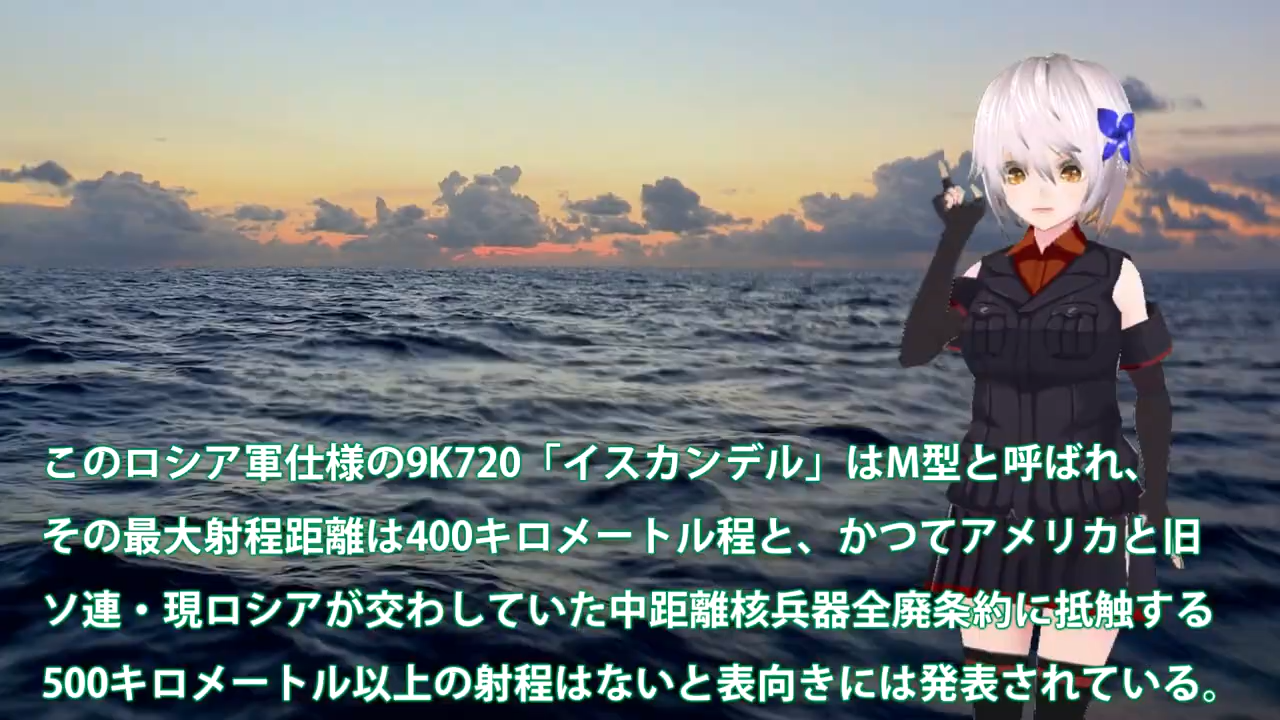 このロシア軍仕様の9K720「イスカンデル」はM型と呼ばれ、
その最大射程距離は400キロメートル程と、かつてアメリカと旧
ソ連・現ロシアが交わしていた中距離核兵器全廃条約に抵触する
500キロメートル以上の射程はないと表向きには発表されている。